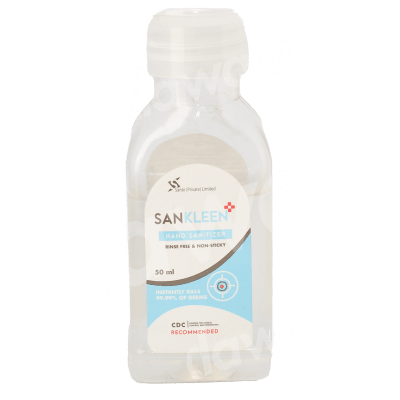 (Private) Limited
SANKLEEN
HAND SANITIZER
RINSE FREE & NON-STICKY
50 ml
INSTANTLY KILLS
99.99% OF GERMS
CDC
RECOMMENDED